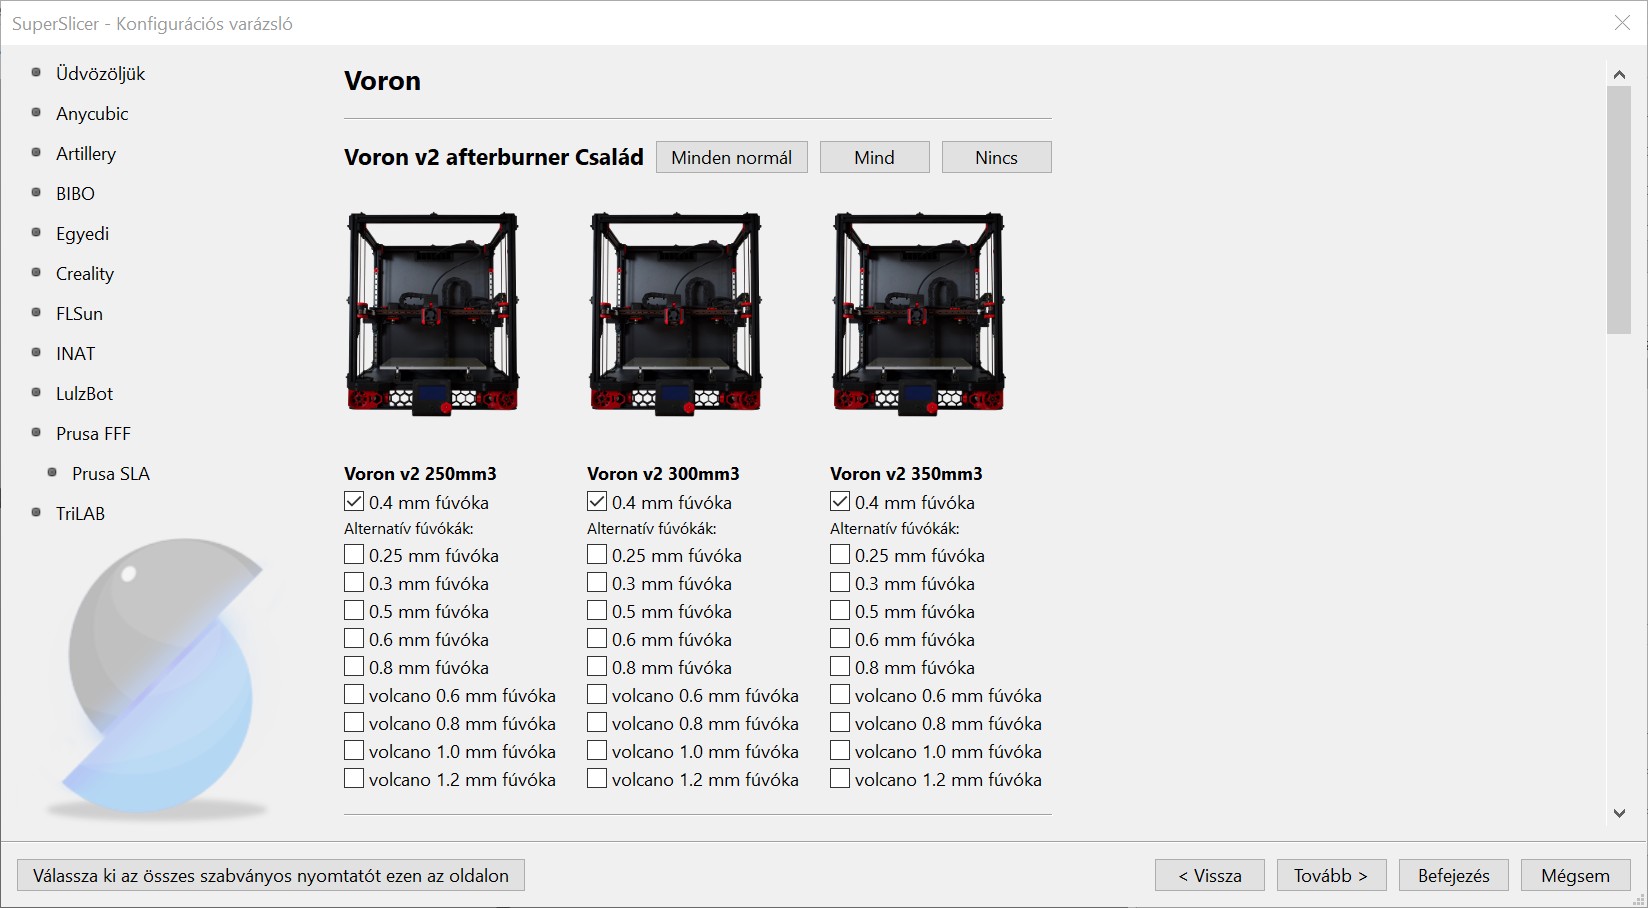 SuperSlicer - Konfigurációs varázsló
Üdvözöljük
Anycubic
Artillery
BIBO
Egyedi
Creality
FLSun
INAT
LulzBot
Prusa FFF
Prusa SLA
TriLAB
Voron
Voron v2 afterburner Család
Minden normál
Mind
Nincs
Voron v2 250mm3
0.4 mm fúvóka
Alternatív fúvókák:
0.25 mm fúvóka
0.3 mm fúvóka
0.5 mm fúvóka
0.6 mm fúvóka
0.8 mm fúvóka
volcano 0.6 mm fúvóka
volcano 0.8 mm fúvóka
volcano 1.0 mm fúvóka
volcano 1.2 mm fúvóka
Voron v2 300mm3
0.4 mm fúvóka
Alternatív fúvókák:
0.25 mm fúvóka
0.3 mm fúvóka
0.5 mm fúvóka
0.6 mm fúvóka
0.8 mm fúvóka
volcano 0.6 mm fúvóka
volcano 0.8 mm fúvóka
volcano 1.0 mm fúvóka
volcano 1.2 mm fúvóka
Voron v2 350mm3
0.4 mm fúvóka
Alternatív fúvókák:
0.25 mm fúvóka
0.3 mm fúvóka
0.5 mm fúvóka
0.6 mm fúvóka
0.8 mm fúvóka
volcano 0.6 mm fúvóka
volcano 0.8 mm fúvóka
volcano 1.0 mm fúvóka
volcano 1.2 mm fúvóka
Válassza ki az összes szabványos nyomtatót ezen az oldalon
< Vissza
Tovább >
Befejezés
Mégsem